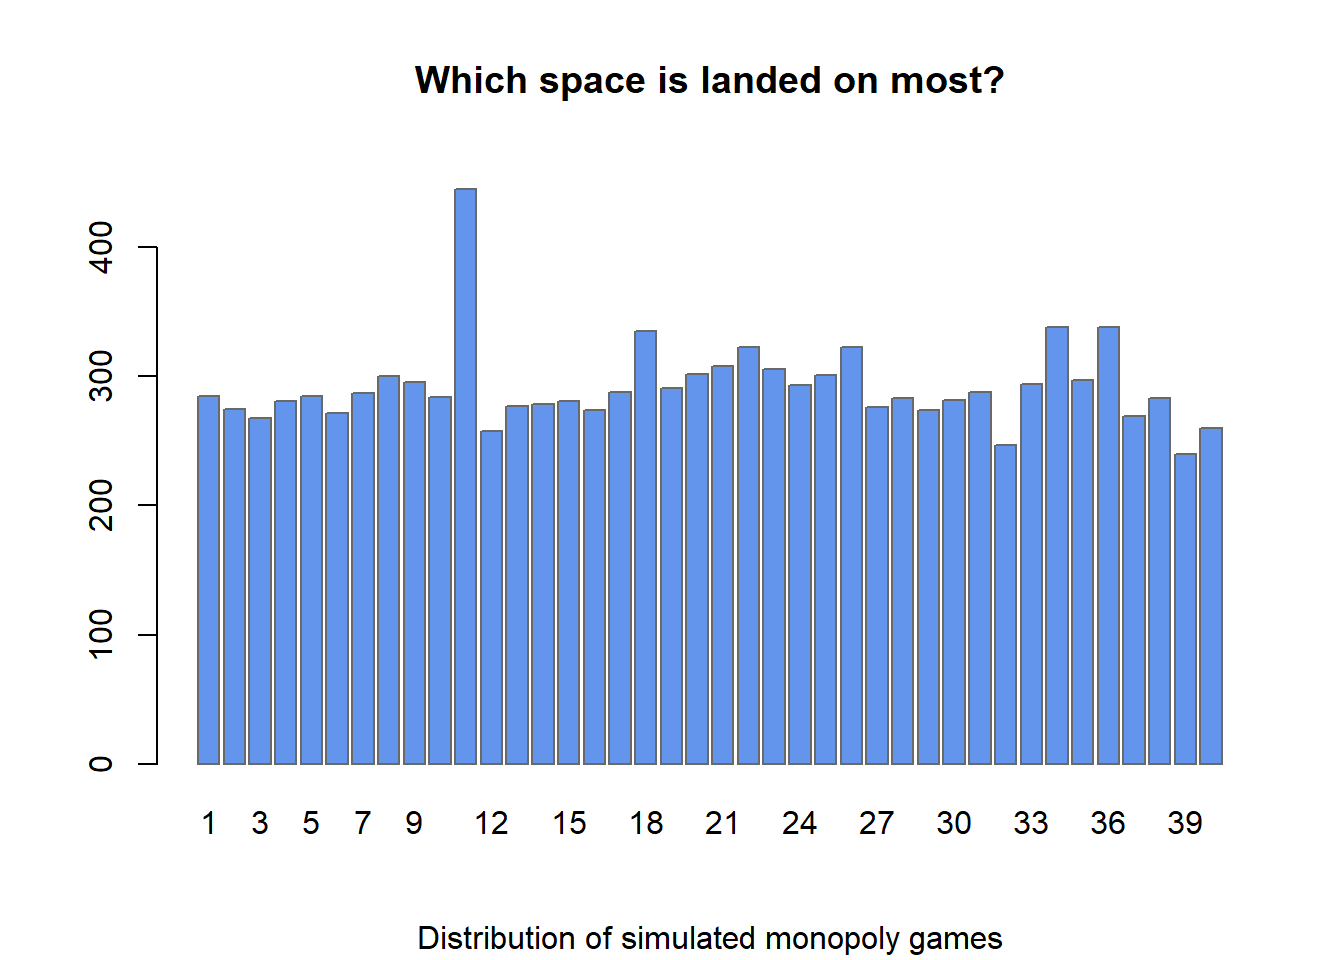 Which space is landed on most?
400
300
200
100
0
1 3 5 7 9 12 15 18 21 24 27 30 33 36 39
Distribution of simulated monopoly games